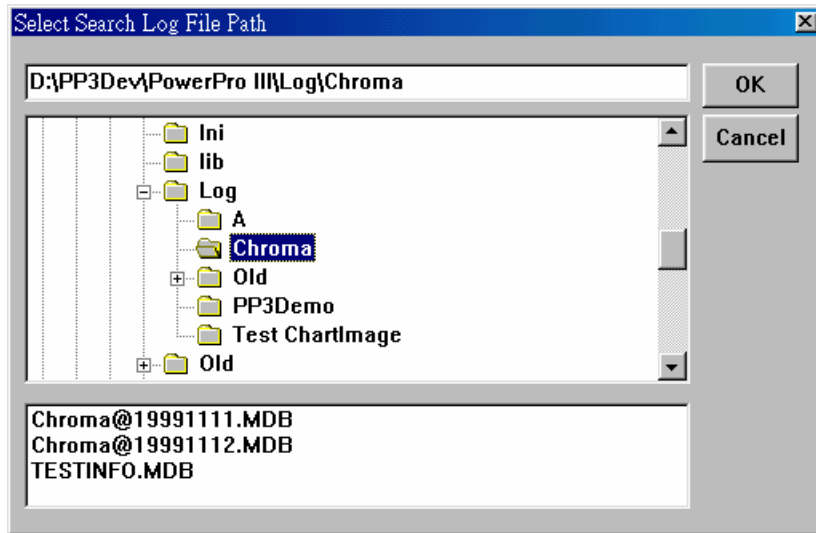 Select Search Log File Path
D:\PP3Dev\PowerPro III\Log\Chroma
OK
Cancel
Ini
lib
Log
A
Chroma
Old
PP3Demo
Test ChartImage
Old
Chroma@19991111.MDB
Chroma@19991112.MDB
TESTINFO.MDB